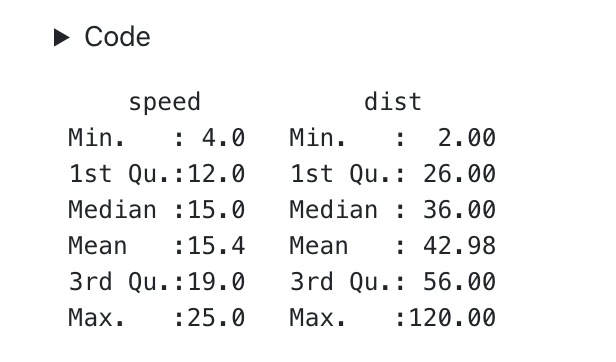 ▶ Code
     speed           dist
 Min.   : 4.0   Min.   :  2.00
 1st Qu.:12.0   1st Qu.: 26.00
 Median :15.0   Median : 36.00
 Mean   :15.4   Mean   : 42.98
 3rd Qu.:19.0   3rd Qu.: 56.00
 Max.   :25.0   Max.   :120.00